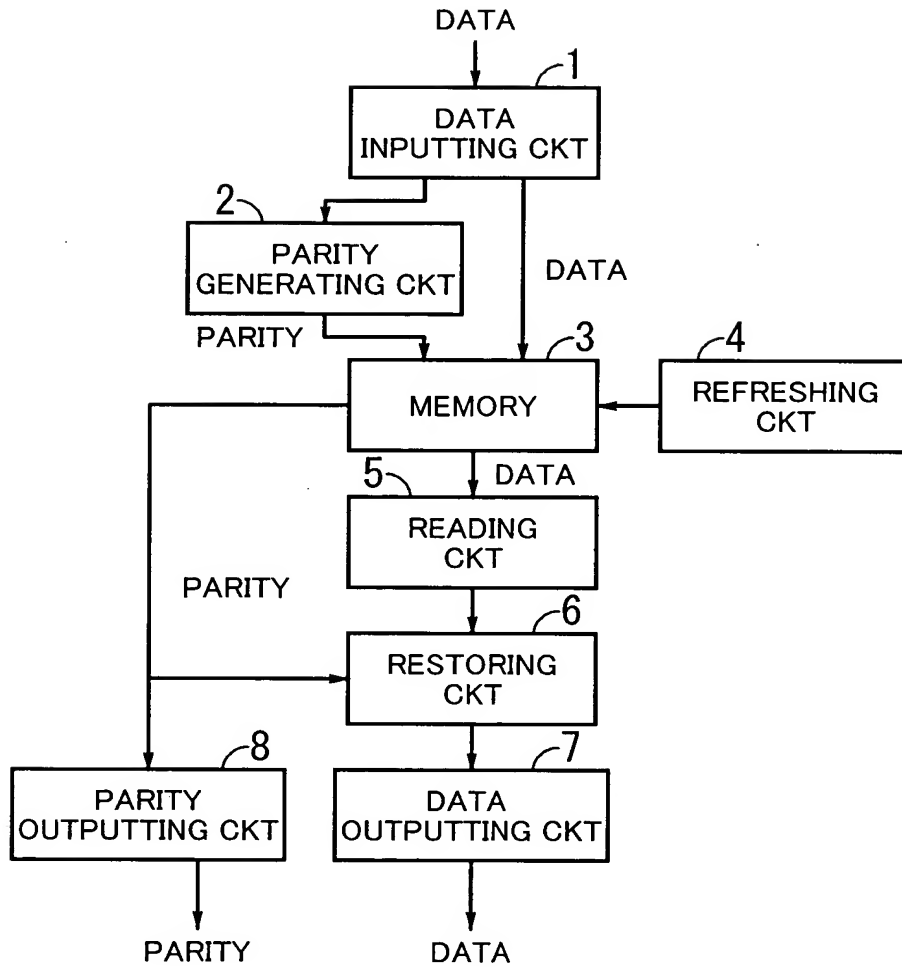 DATA
1
DATA
INPUTTING CKT
2
PARITY
GENERATING CKT
DATA
PARITY
3
4
MEMORY
REFRESHING
CKT
DATA
5
READING
CKT
PARITY
6
RESTORING
CKT
8
7
PARITY
OUTPUTTING CKT
DATA
OUTPUTTING CKT
PARITY
DATA